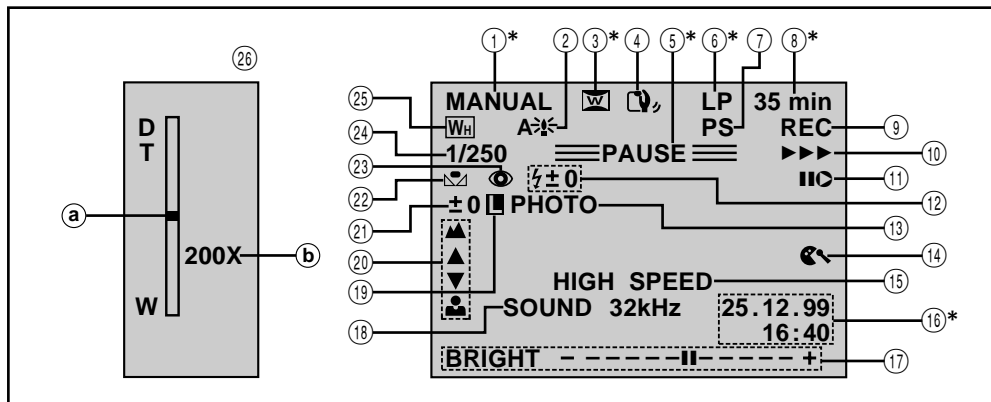 ㉖ ①* ② ③* ④ ⑤* ⑥* ⑦ ⑧*
D
T
ⓐ
200X ⓑ
W
㉕ MANUAL W LP 35 min
WH A PS REC ⑨
㉔ 1/250 PAUSE ►►► ⑩
㉓ ⑪
㉒ ± 0 ⑫
㉑ ± 0 L PHOTO ⑬
⑳ ⑭
⑲ HIGH SPEED ⑮
⑱ SOUND 32kHz 25.12.99
16:40 ⑯*
BRIGHT – – – – – – – – – – – + ⑰